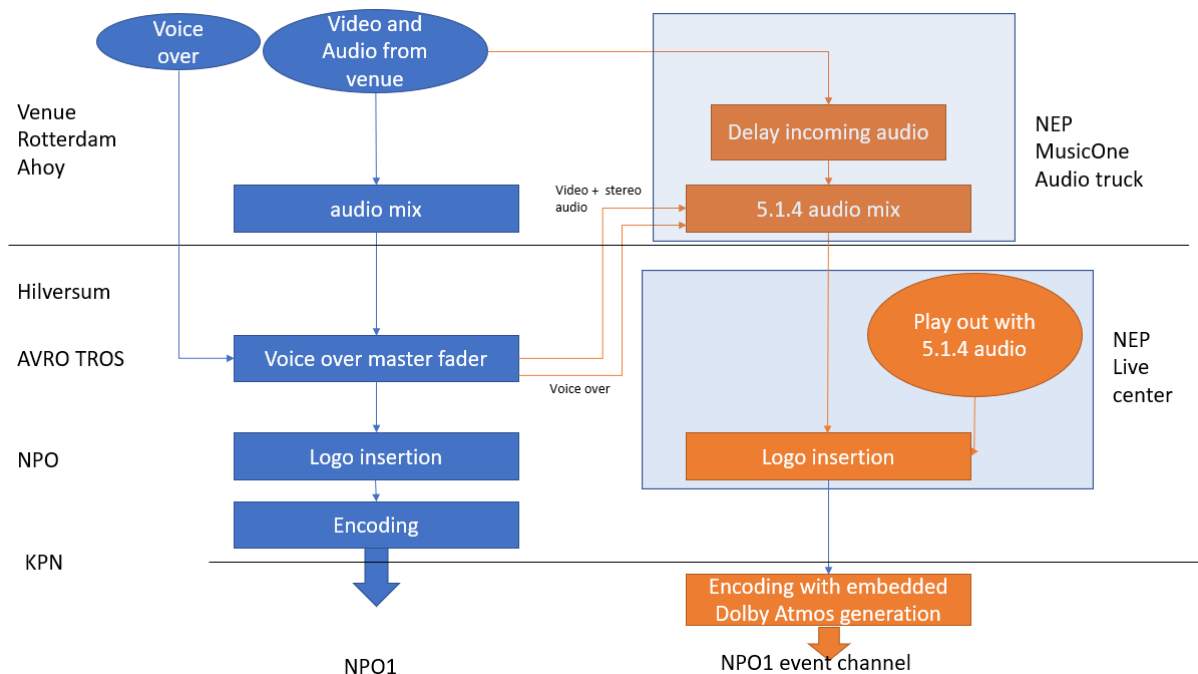 Voice
over
Video and
Audio from
venue
Venue
Rotterdam
Ahoy
Delay incoming audio
NEP
MusicOne
Audio truck
audio mix
Video + stereo
audio
5.1.4 audio mix
Hilversum
AVRO TROS
Voice over master fader
Voice over
Play out with
5.1.4 audio
NEP
Live
center
NPO
Logo insertion
Logo insertion
Encoding
KPN
Encoding with embedded
Dolby Atmos generation
NPO1
NPO1 event channel